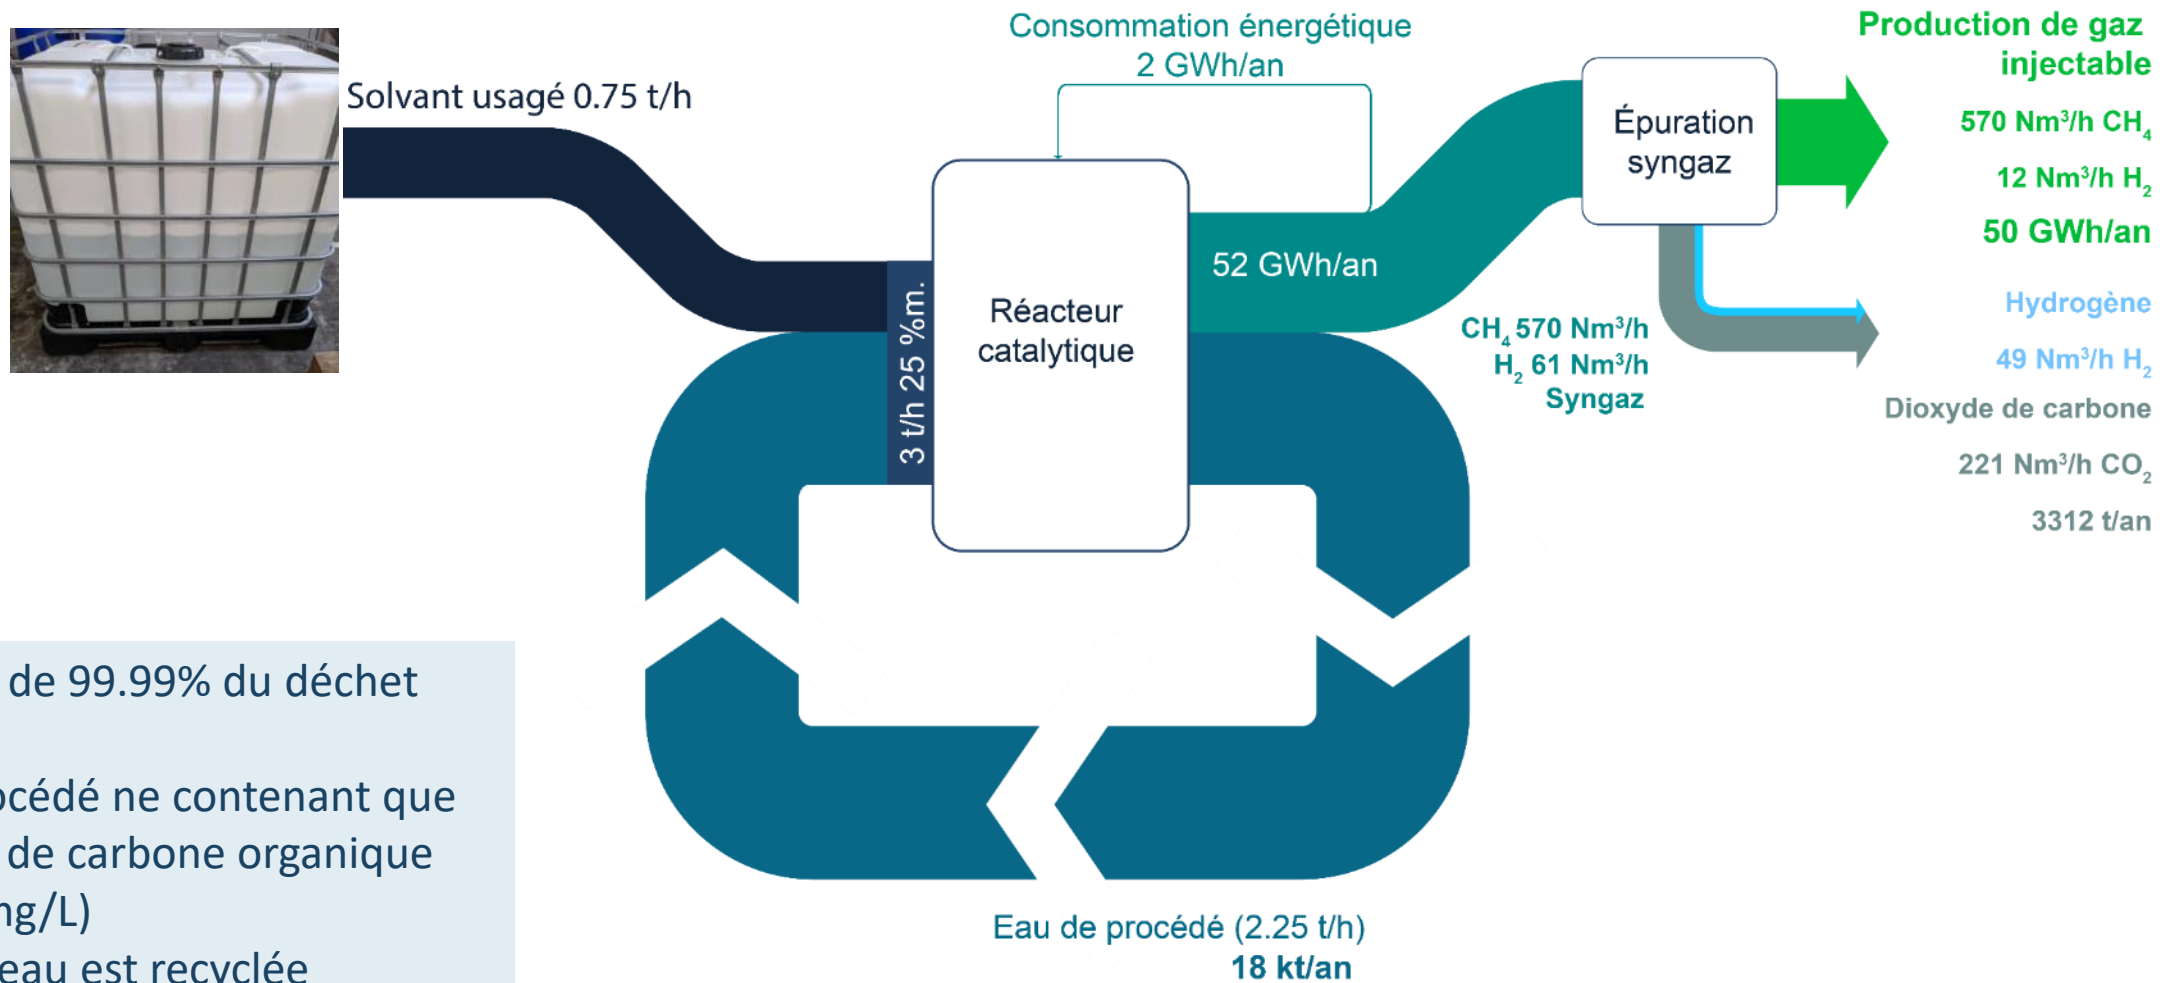 Solvant usagé 0.75 t/h
Consommation énergétique
2 GWh/an
3 t/h 25 %m.
Réacteur
catalytique
52 GWh/an
CH₄ 570 Nm³/h
H₂ 61 Nm³/h
Syngaz
Épuration
syngaz
Production de gaz
injectable
570 Nm³/h CH₄
12 Nm³/h H₂
50 GWh/an
Hydrogène
49 Nm³/h H₂
Dioxyde de carbone
221 Nm³/h CO₂
3312 t/an
de 99.99% du déchet
ne contenant que
de carbone organique
est recyclée
Eau de procédé (2.25 t/h)
18 kt/an